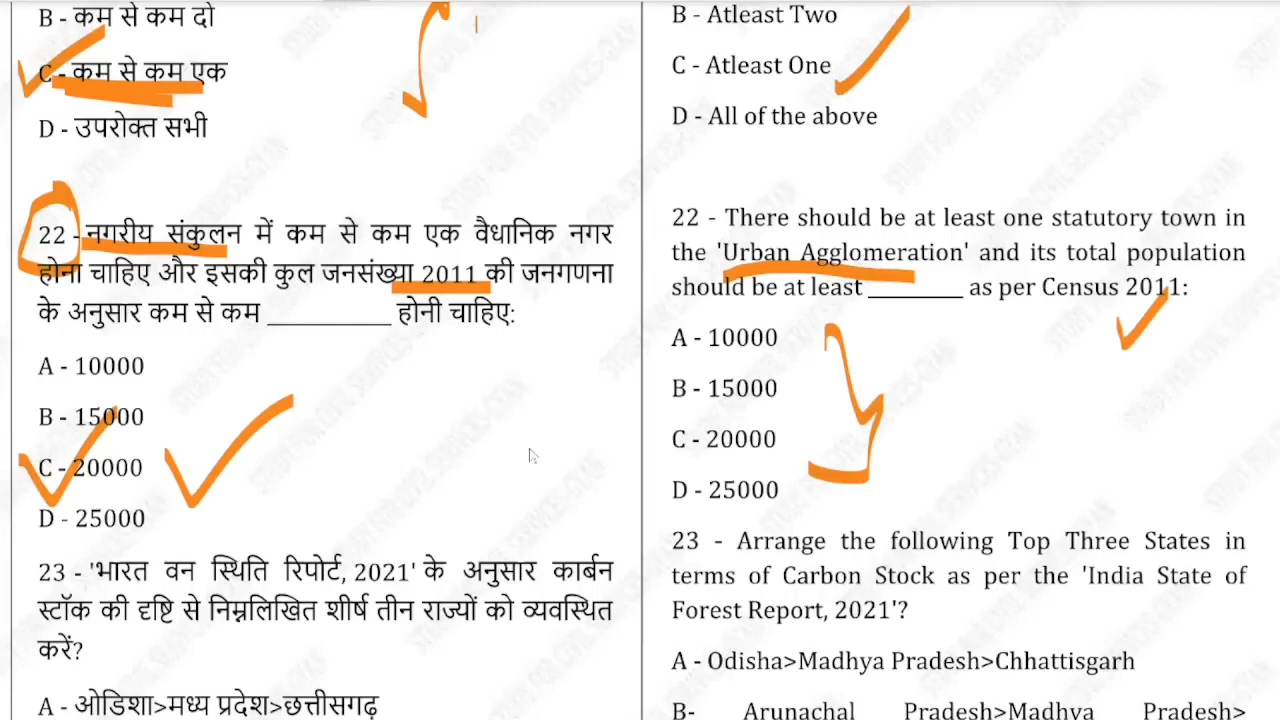 B - कम से कम दो
C - कम से कम एक
D - उपरोक्त सभी
22 - नगरीय संकुलन में कम से कम एक वैधानिक नगर
होना चाहिए और इसकी कुल जनसंख्या 2011 की जनगणना
के अनुसार कम से कम ___________ होनी चाहिए:
A - 10000
B - 15000
C - 20000
D - 25000
23 - 'भारत वन स्थिति रिपोर्ट, 2021' के अनुसार कार्बन
स्टॉक की दृष्टि से निम्नलिखित शीर्ष तीन राज्यों को व्यवस्थित
करें?
A - ओडिशा>मध्य प्रदेश>छत्तीसगढ़
B - Atleast Two
C - Atleast One
D - All of the above
22 - There should be at least one statutory town in
the 'Urban Agglomeration' and its total population
should be at least _________ as per Census 2011:
A - 10000
B - 15000
C - 20000
D - 25000
23 - Arrange the following Top Three States in
terms of Carbon Stock as per the 'India State of
Forest Report, 2021'?
A - Odisha>Madhya Pradesh>Chhattisgarh
B- Arunachal Pradesh>Madhya Pradesh>